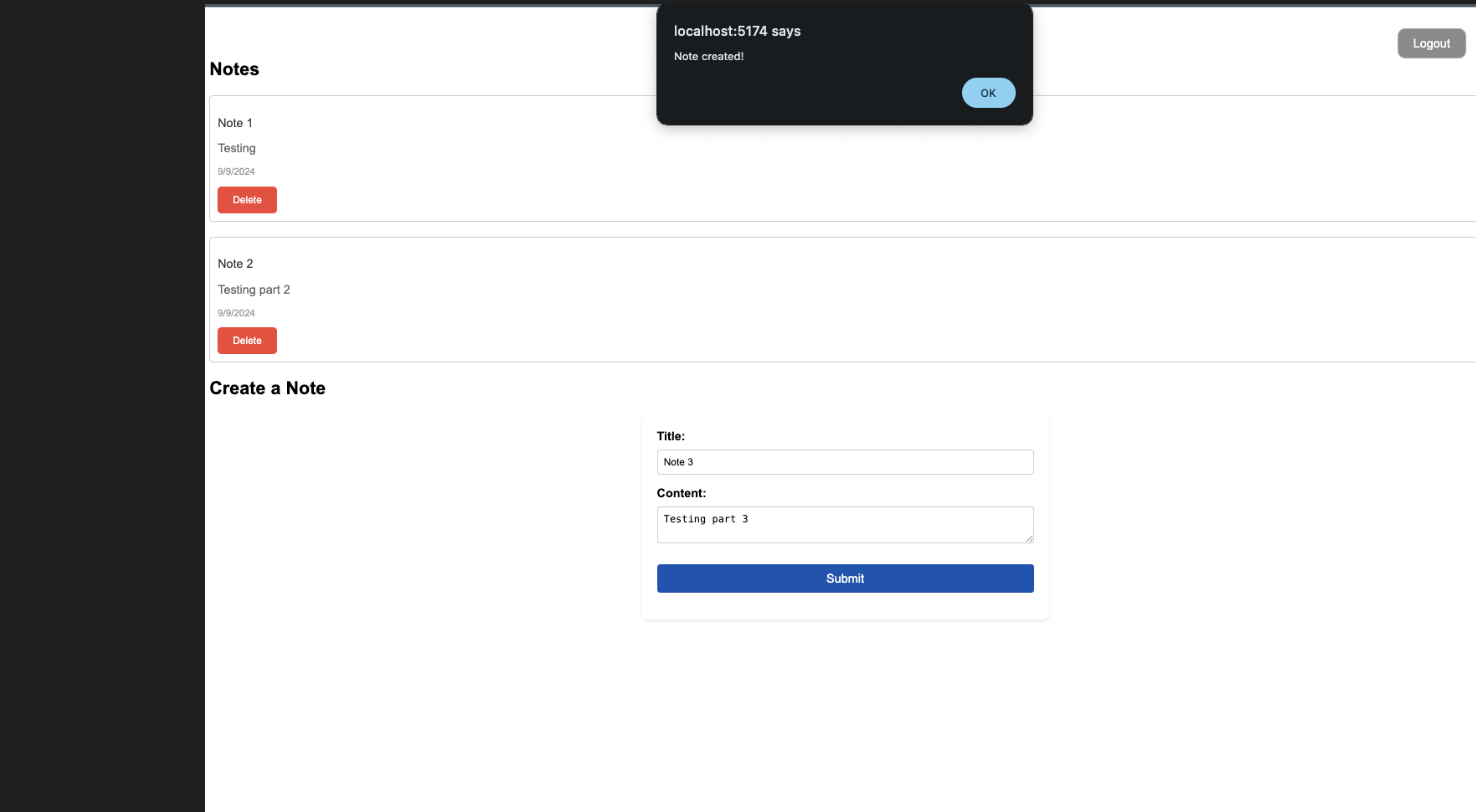 localhost:5174 says
Note created!
OK
Logout
Notes
Note 1
Testing
9/9/2024
Delete
Note 2
Testing part 2
9/9/2024
Delete
Create a Note
Title:
Note 3
Content:
Testing part 3
Submit